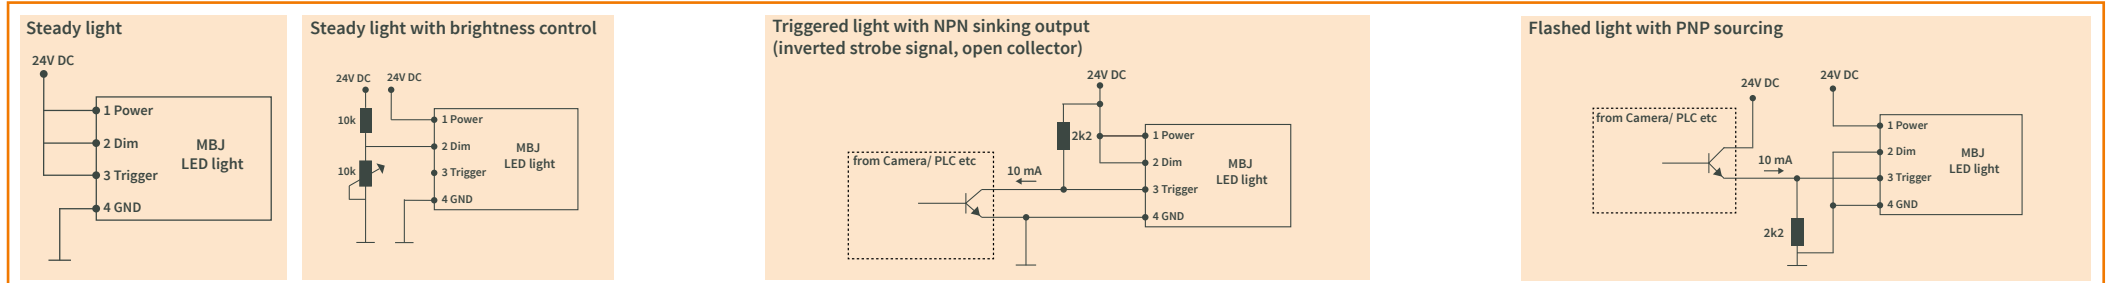 Steady light
24V DC
1 Power
2 Dim
3 Trigger
4 GND
MBJ
LED light
Steady light with brightness control
24V DC
24V DC
10k
10k
1 Power
2 Dim
3 Trigger
4 GND
MBJ
LED light
Triggered light with NPN sinking output
(inverted strobe signal, open collector)
24V DC
2k2
from Camera/ PLC etc
10 mA
1 Power
2 Dim
3 Trigger
4 GND
MBJ
LED light
Flashed light with PNP sourcing
24V DC
24V DC
from Camera/ PLC etc
10 mA
2k2
1 Power
2 Dim
3 Trigger
4 GND
MBJ
LED light